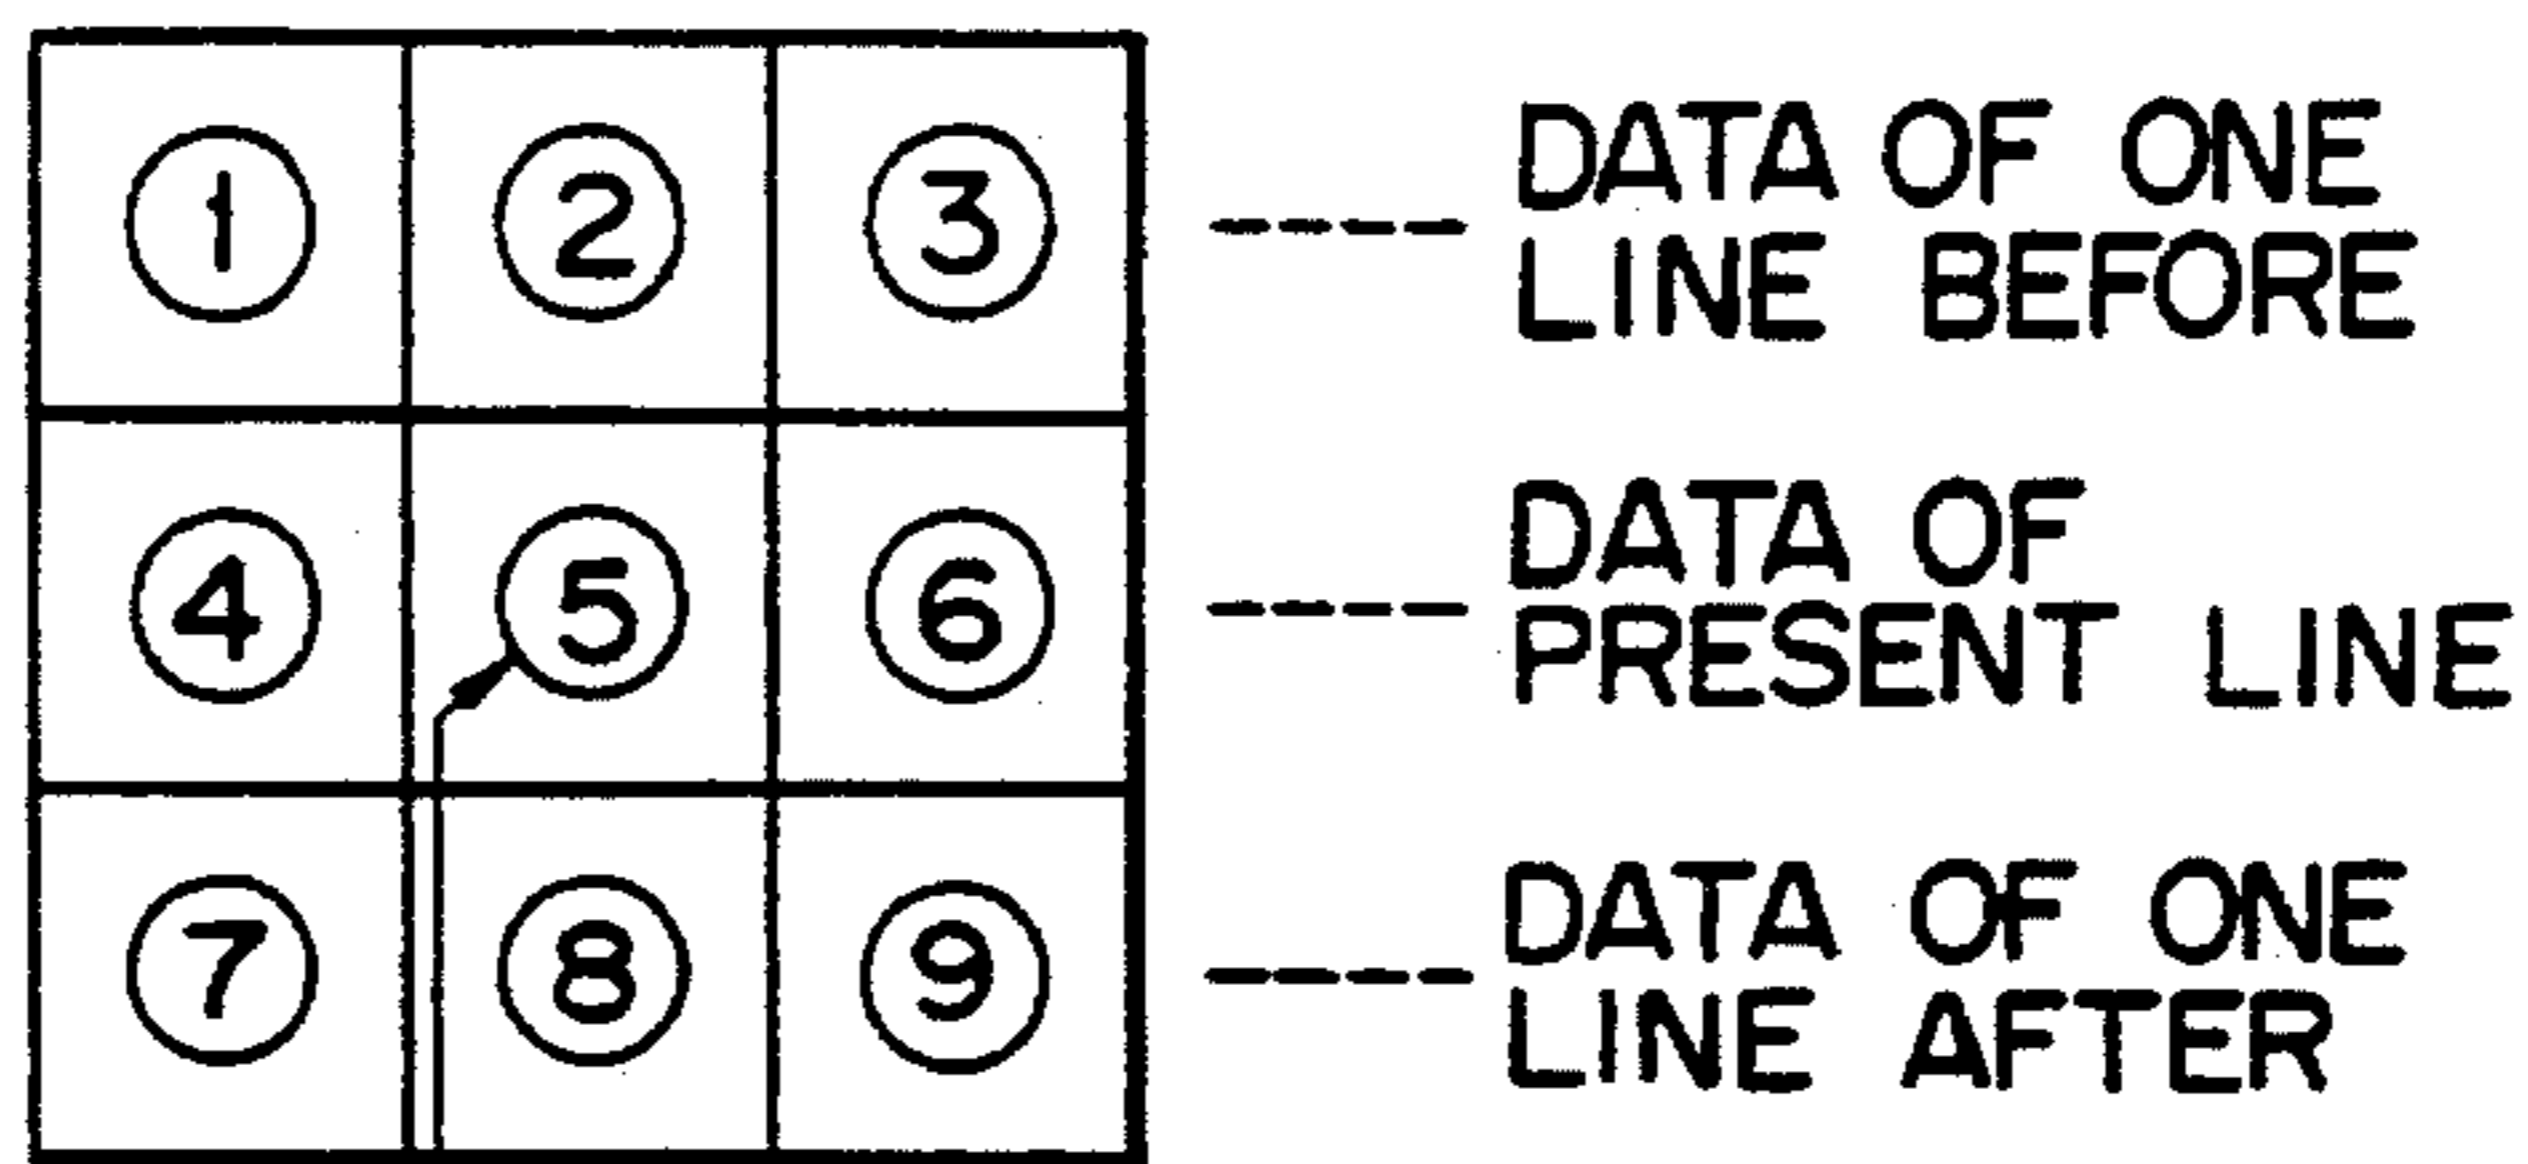 ① ② ③ ---- DATA OF ONE
LINE BEFORE
④ ⑤ ⑥ ---- DATA OF
PRESENT LINE
⑦ ⑧ ⑨ ---- DATA OF ONE
LINE AFTER